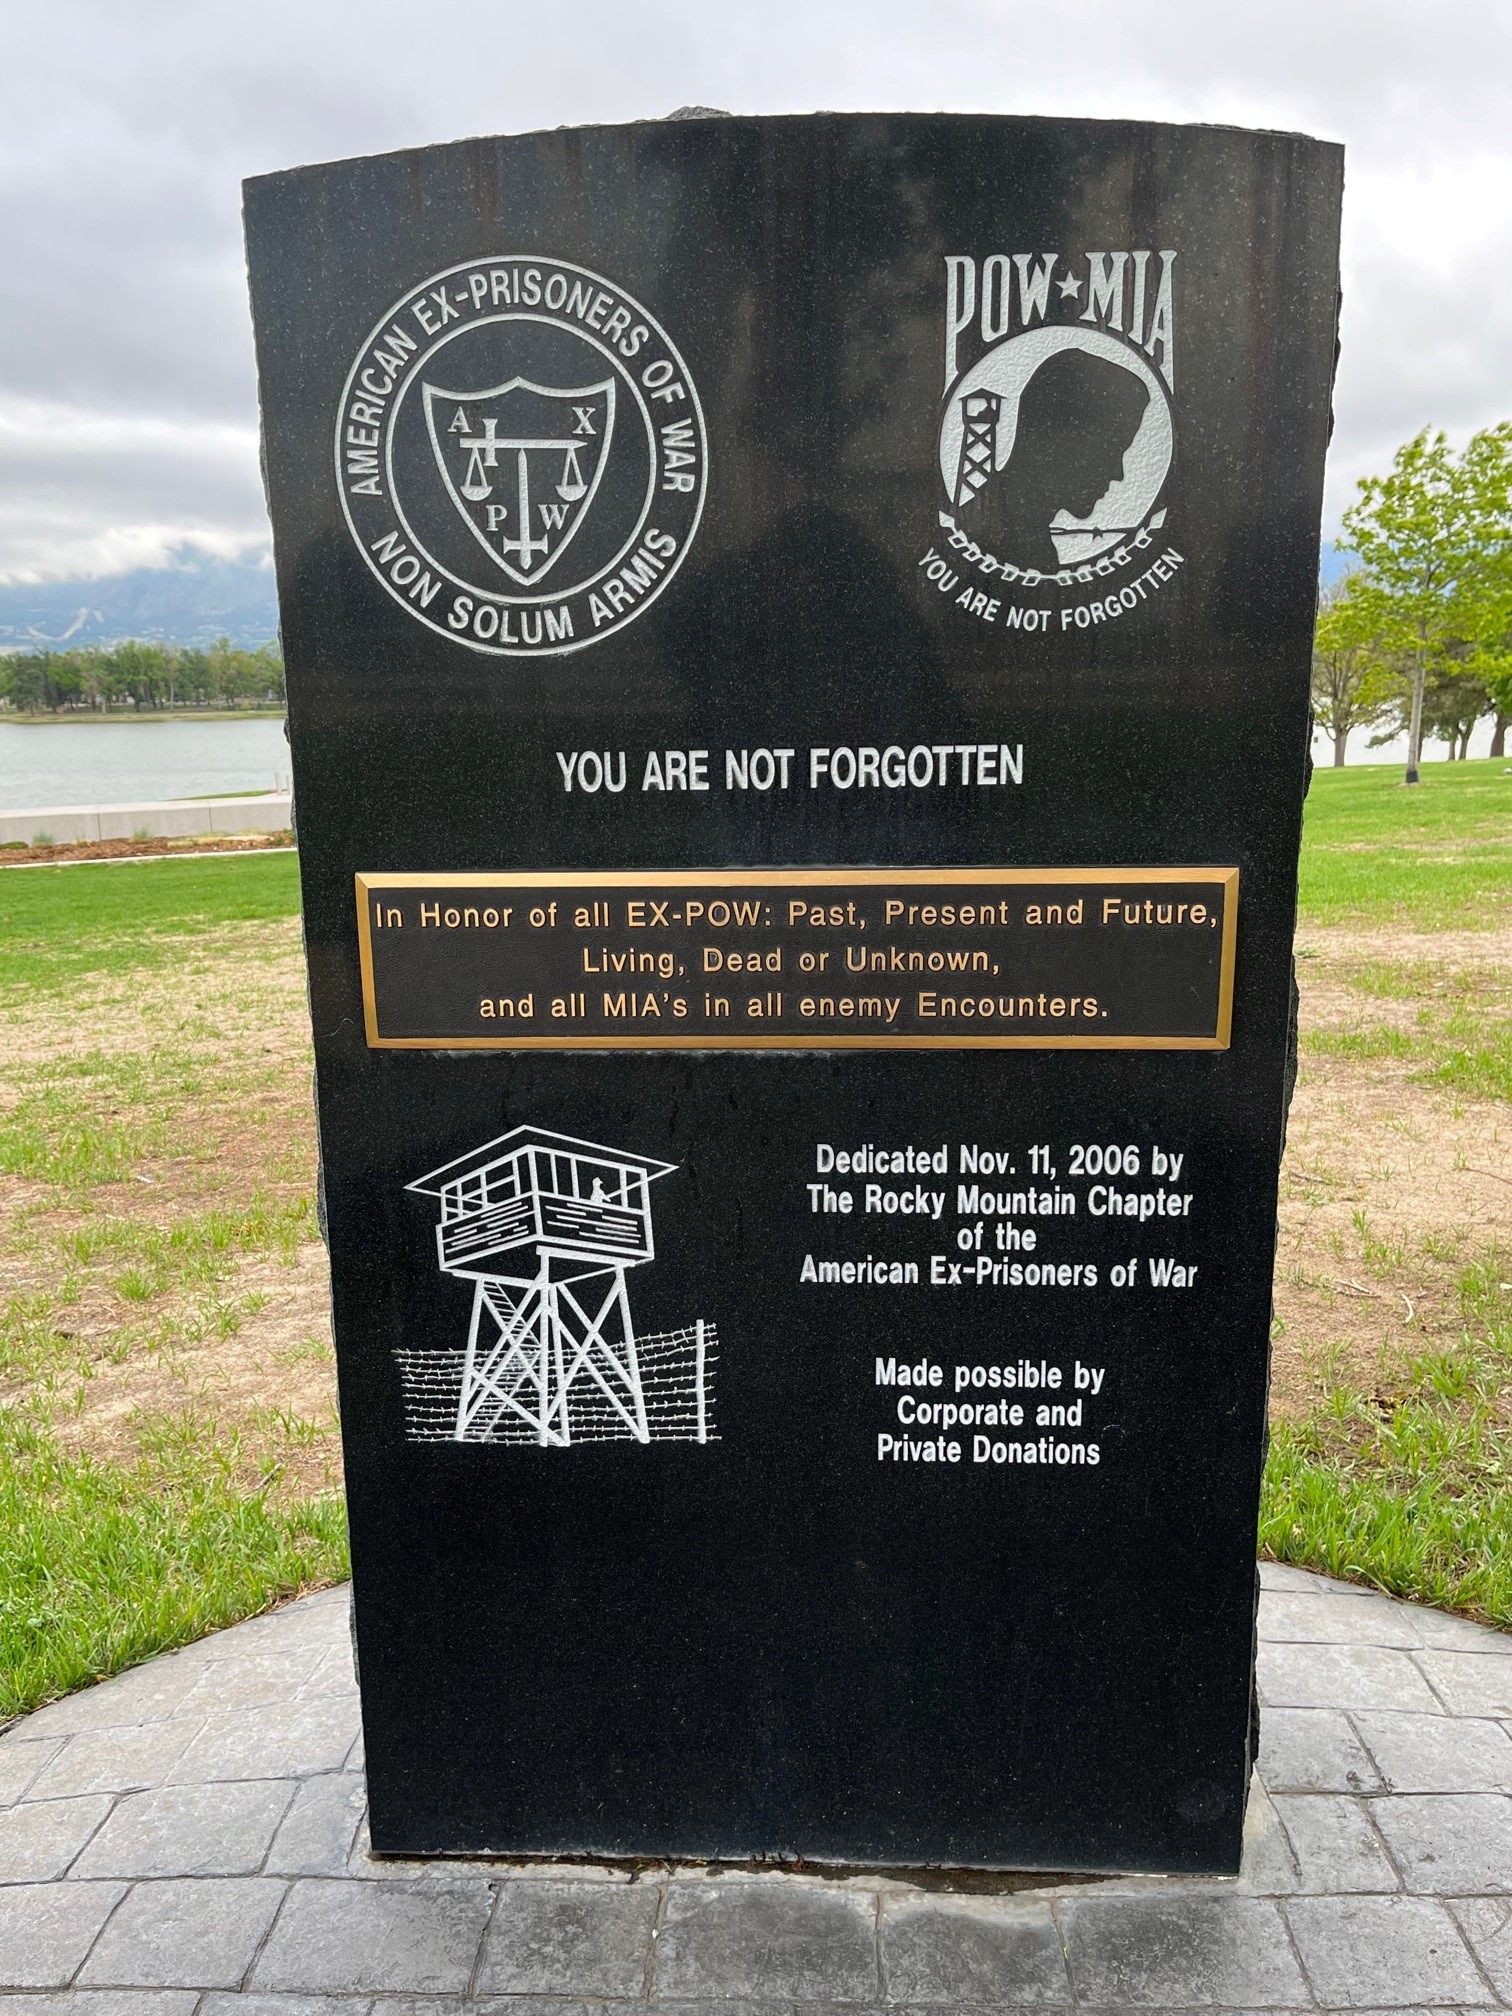 AMERICAN EX-PRISONERS OF WAR
A X
P W
NON SOLUM ARMIS
POW★MIA
YOU ARE NOT FORGOTTEN
YOU ARE NOT FORGOTTEN
In Honor of all EX-POW: Past, Present and Future,
Living, Dead or Unknown,
and all MIA's in all enemy Encounters.
Dedicated Nov. 11, 2006 by
The Rocky Mountain Chapter
of the
American Ex-Prisoners of War
Made possible by
Corporate and
Private Donations